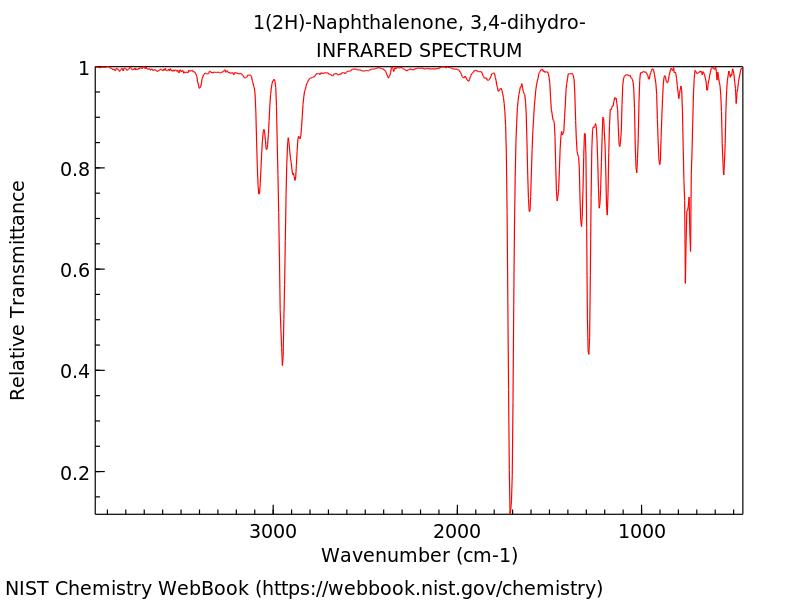 1(2H)-Naphthalenone, 3,4-dihydro-
INFRARED SPECTRUM
1
0.8
0.6
0.4
0.2
Relative Transmittance
3000 2000 1000
Wavenumber (cm-1)
NIST Chemistry WebBook (https://webbook.nist.gov/chemistry)